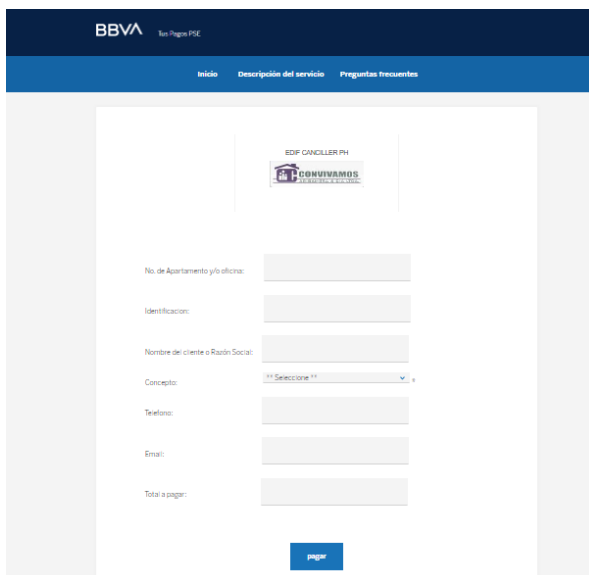 BBVA Tus Pagos PSE
Inicio Descripción del servicio Preguntas frecuentes
EDIF CANCILLER PH
CONVIVAMOS
No. de Apartamento y/o oficina:
Identificacion:
Nombre del cliente o Razón Social:
Concepto: ** Seleccione **
Telefono:
Email:
Total a pagar:
pagar